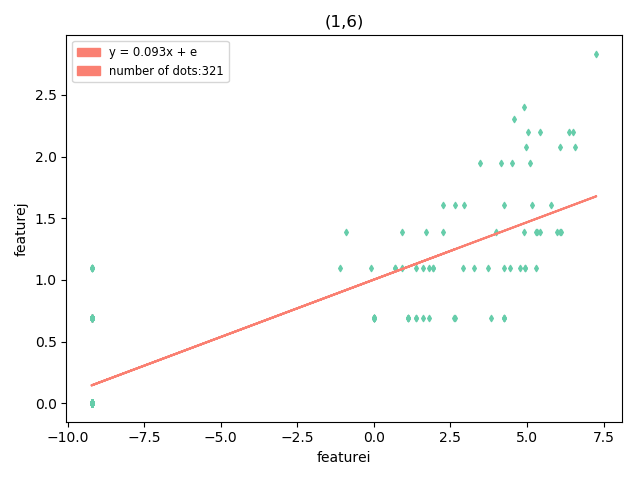 (1,6)
y = 0.093x + e
number of dots:321
featurej
2.5
2.0
1.5
1.0
0.5
0.0
−10.0 −7.5 −5.0 −2.5 0.0 2.5 5.0 7.5
featurei